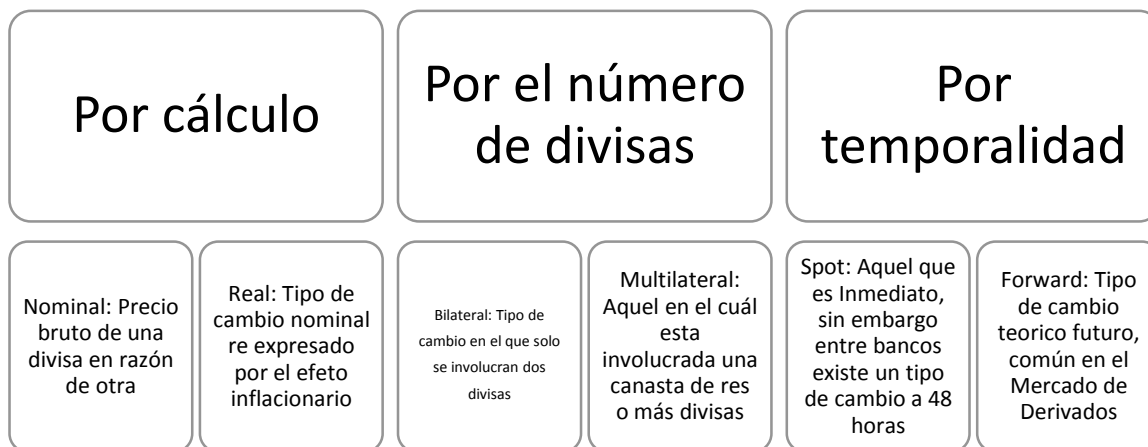 Por cálculo
Por el número
de divisas
Por
temporalidad
Nominal: Precio
bruto de una
divisa en razón
de otra
Real: Tipo de
cambio nominal
re expresado
por el efeto
inflacionario
Bilateral: Tipo de
cambio en el que solo
se involucran dos
divisas
Multilateral:
Aquel en el cuál
esta
involucrada una
canasta de res
o más divisas
Spot: Aquel que
es Inmediato,
sin embargo
entre bancos
existe un tipo
de cambio a 48
horas
Forward: Tipo
de cambio
teorico futuro,
común en el
Mercado de
Derivados